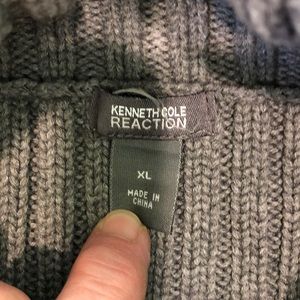 KENNETH COLE
REACTION
XL
MADE IN
CHINA